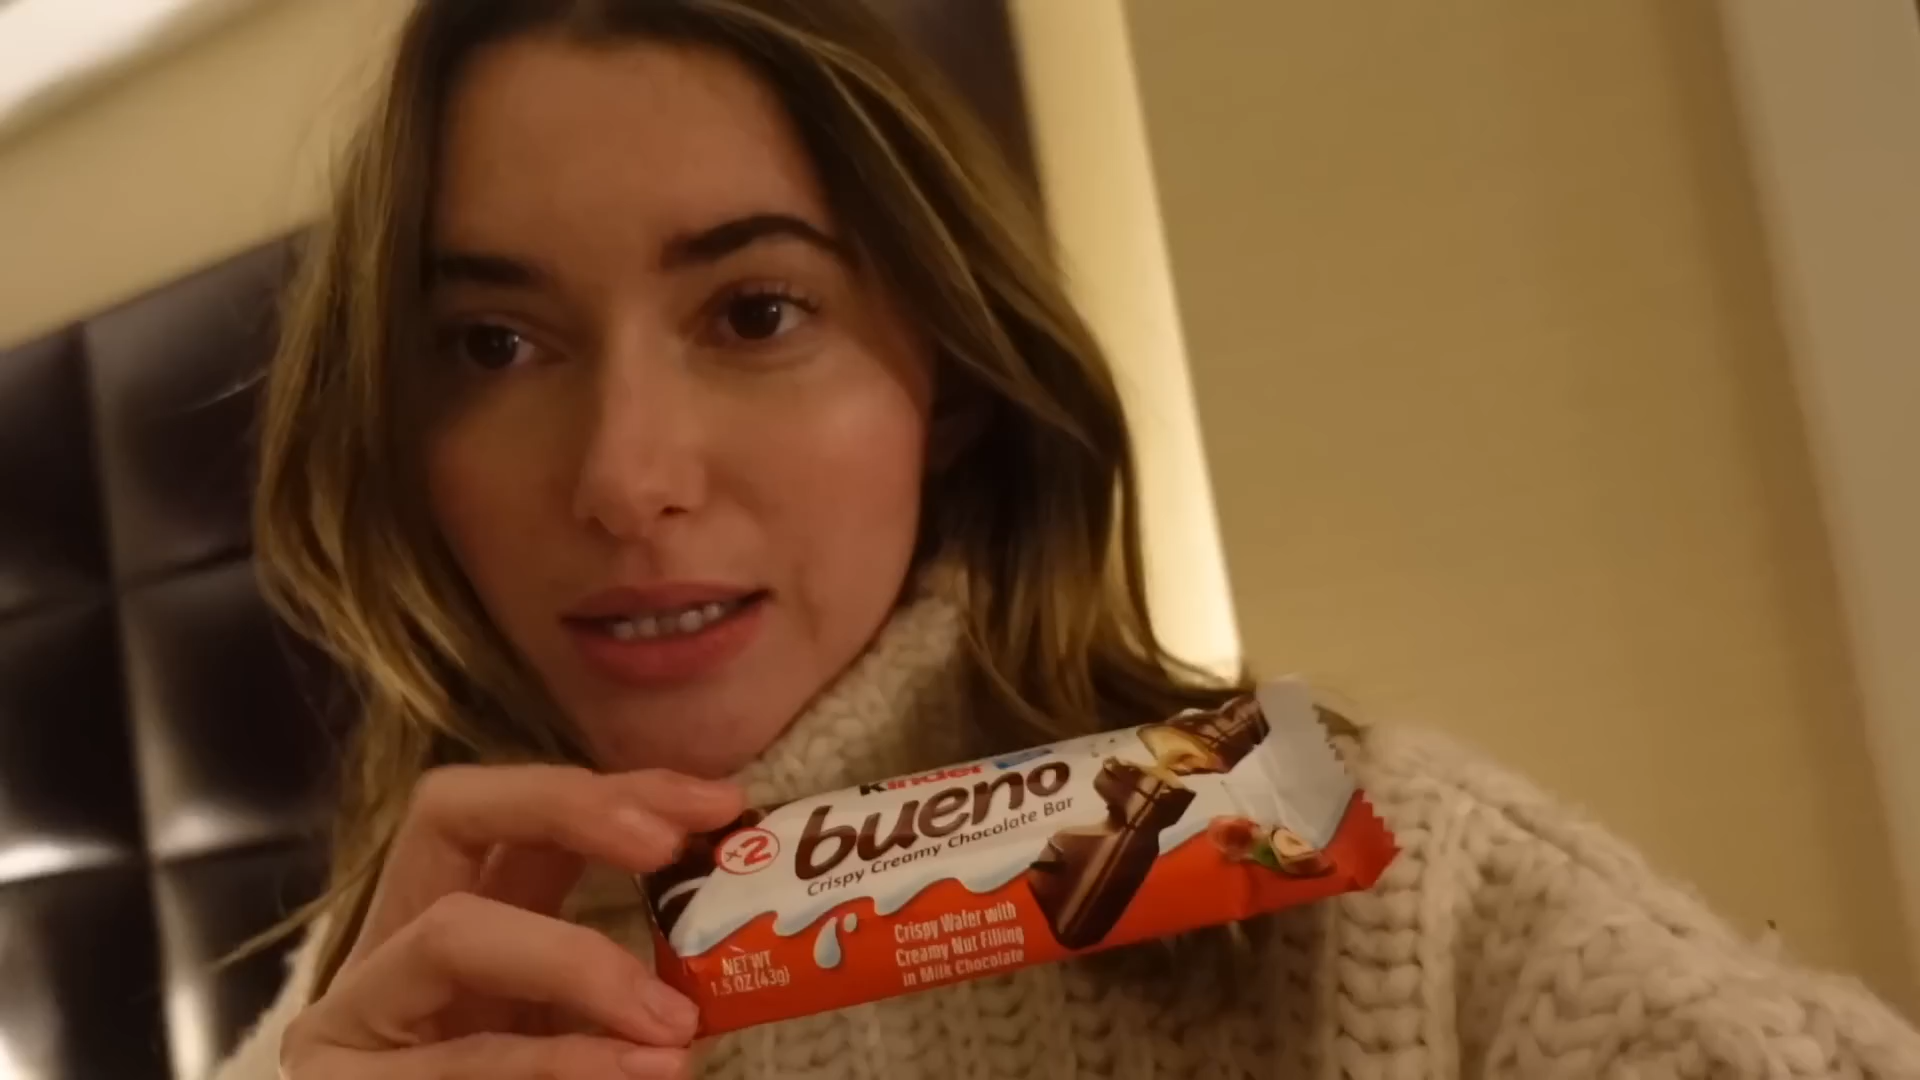 Kinder
bueno
x2
Crispy Creamy Chocolate Bar
Crispy Wafer with
Creamy Nut Filling
in Milk Chocolate
NET WT
1.5 OZ (43g)